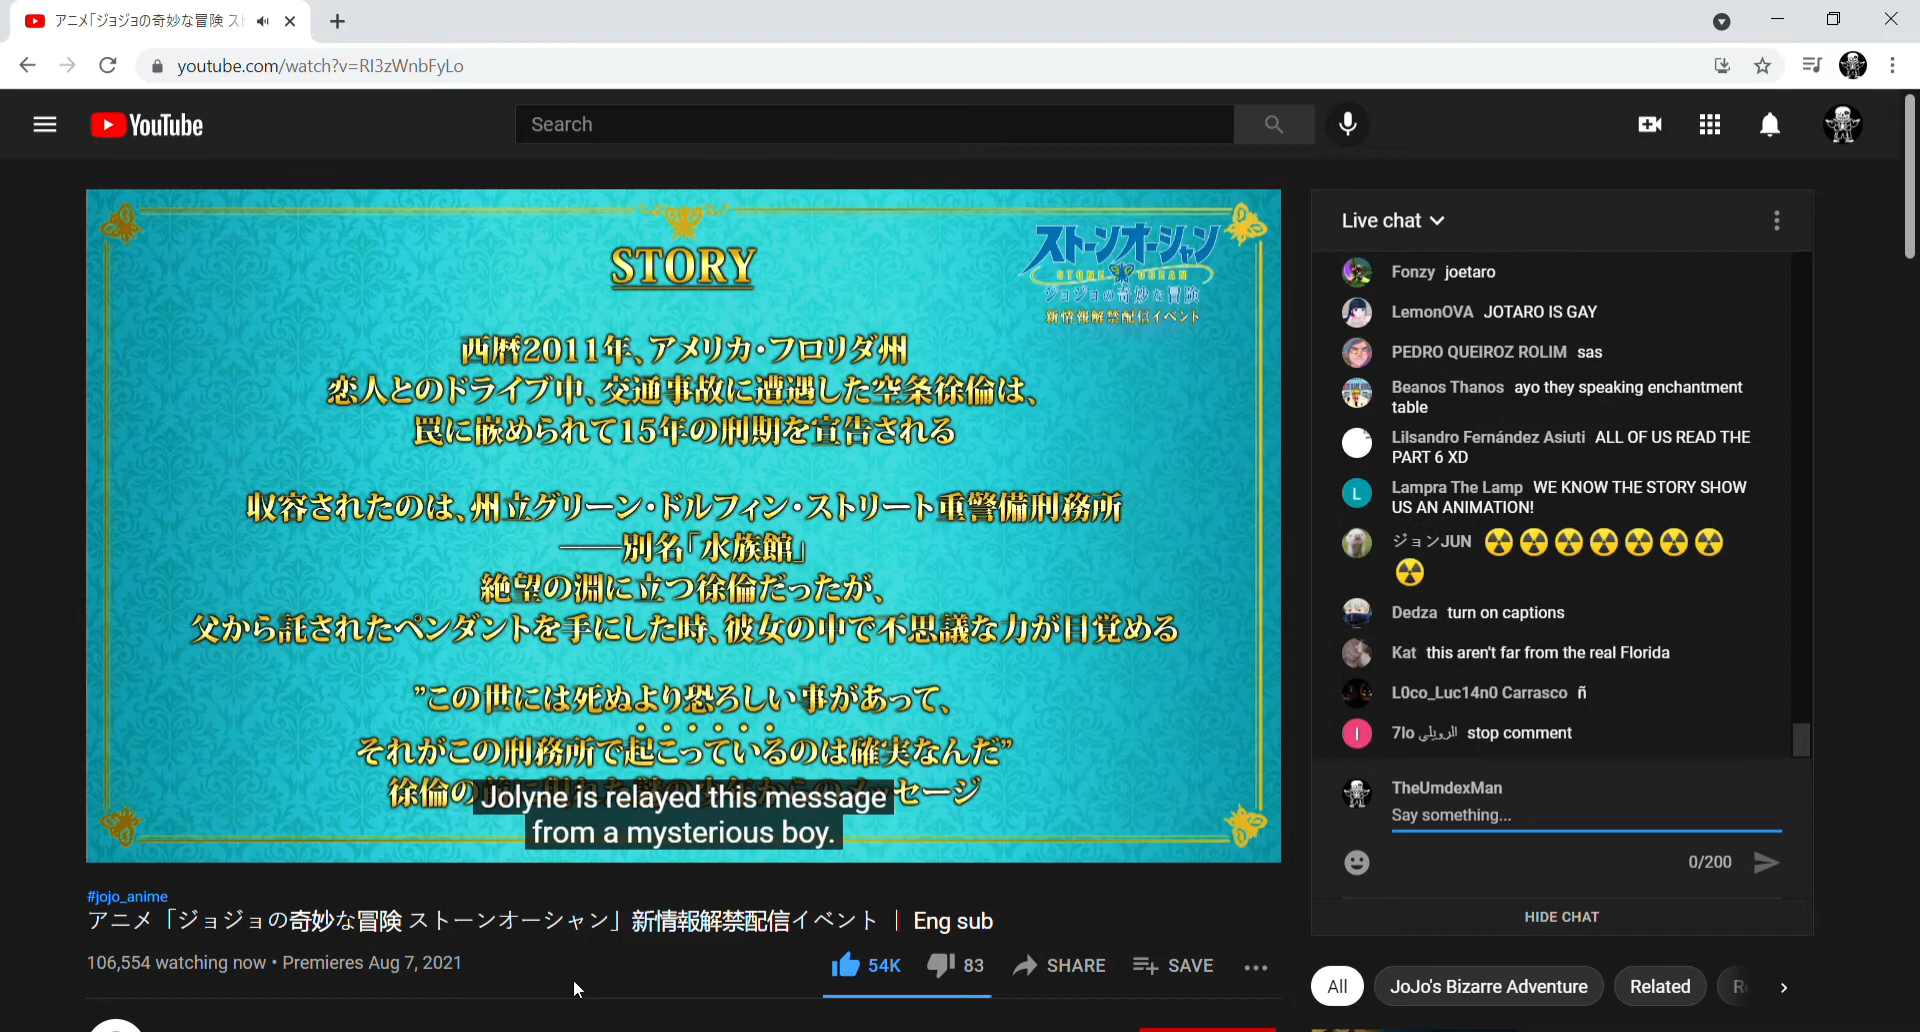 アニメ「ジョジョの奇妙な冒険 ス
youtube.com/watch?v=RI3zWnbFyLo
YouTube
Search
STORY
ストーンオーシャン
STONE OCEAN
ジョジョの奇妙な冒険
新情報解禁配信イベント
西暦2011年、アメリカ・フロリダ州
恋人とのドライブ中、交通事故に遭遇した空条徐倫は、
罠に嵌められて15年の刑期を宣告される
収容されたのは、州立グリーン・ドルフィン・ストリート重警備刑務所
――別名「水族館」
絶望の淵に立つ徐倫だったが、
父から託されたペンダントを手にした時、彼女の中で不思議な力が目覚める
”この世には死ぬより恐ろしい事があって、
それがこの刑務所で起こっているのは確実なんだ”
徐倫の
セージ
Jolyne is relayed this message
from a mysterious boy.
#jojo_anime
アニメ「ジョジョの奇妙な冒険 ストーンオーシャン」新情報解禁配信イベント | Eng sub
106,554 watching now • Premieres Aug 7, 2021
54K
83
SHARE
SAVE
Live chat
Fonzy joetaro
LemonOVA JOTARO IS GAY
PEDRO QUEIROZ ROLIM sas
Beanos Thanos ayo they speaking enchantment
table
Lilsandro Fernández Asiuti ALL OF US READ THE
PART 6 XD
L
Lampra The Lamp WE KNOW THE STORY SHOW
US AN ANIMATION!
ジョンJUN ☢☢☢☢☢☢☢
☢
Dedza turn on captions
Kat this aren't far from the real Florida
L0co_Luc14n0 Carrasco ñ
7lo الرويلي stop comment
TheUmdexMan
Say something...
0/200
HIDE CHAT
All
JoJo's Bizarre Adventure
Related